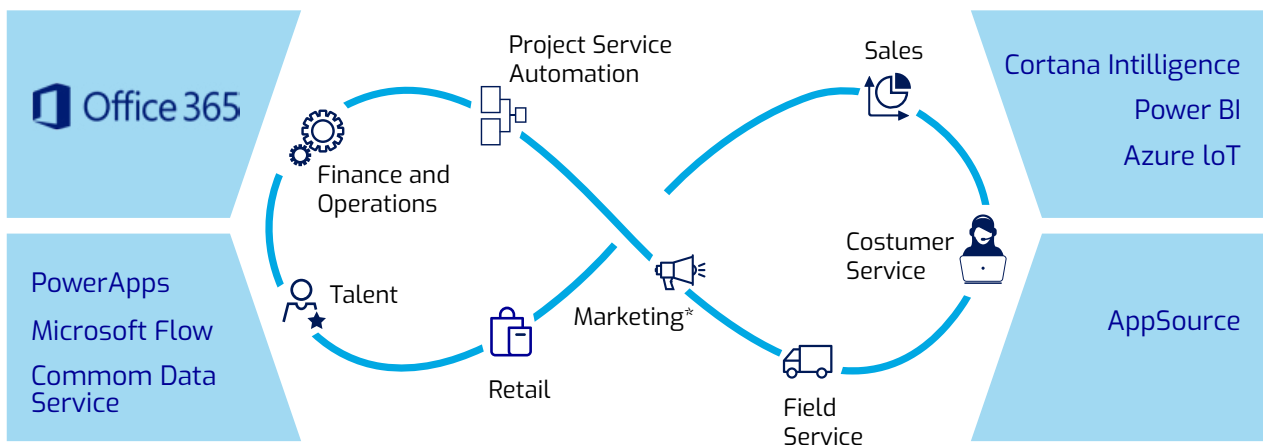 Office 365
PowerApps
Microsoft Flow
Commom Data
Service
Project Service
Automation
Finance and
Operations
Talent
Retail
Marketing*
Sales
Costumer
Service
Field
Service
Cortana Intilligence
Power BI
Azure loT
AppSource